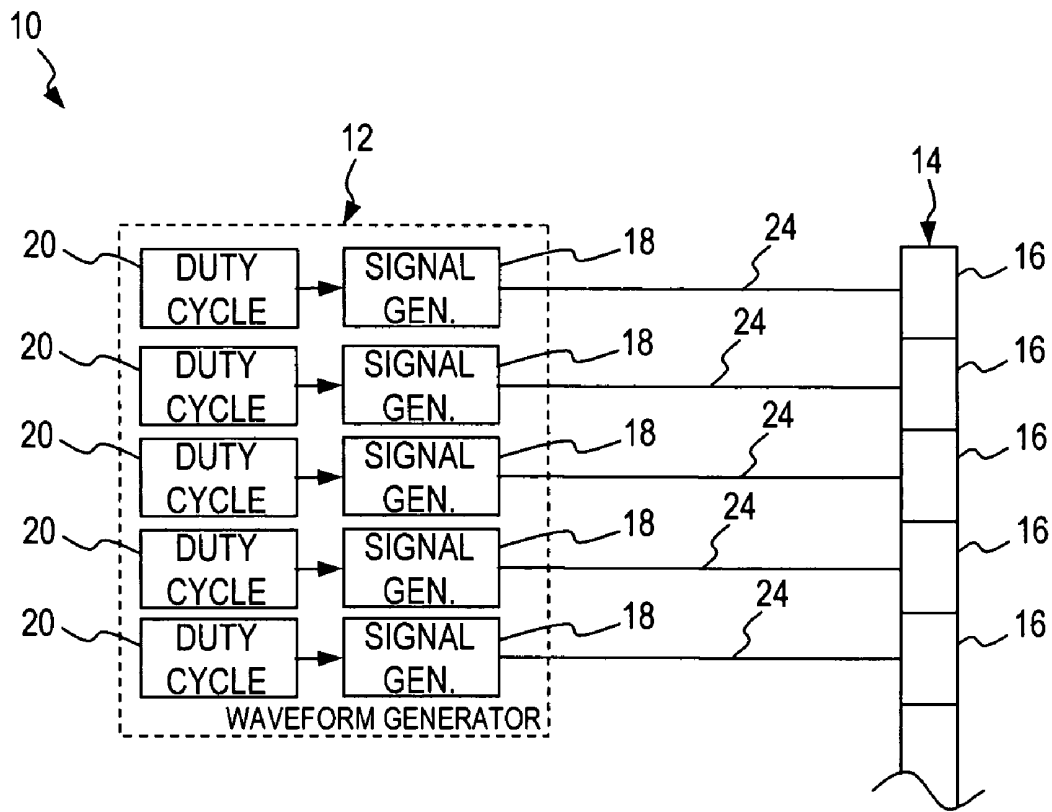 10
12
14
20 DUTY CYCLE SIGNAL GEN. 18 24 16
20 DUTY CYCLE SIGNAL GEN. 18 24 16
20 DUTY CYCLE SIGNAL GEN. 18 24 16
20 DUTY CYCLE SIGNAL GEN. 18 24 16
20 DUTY CYCLE SIGNAL GEN. 18 24 16
WAVEFORM GENERATOR